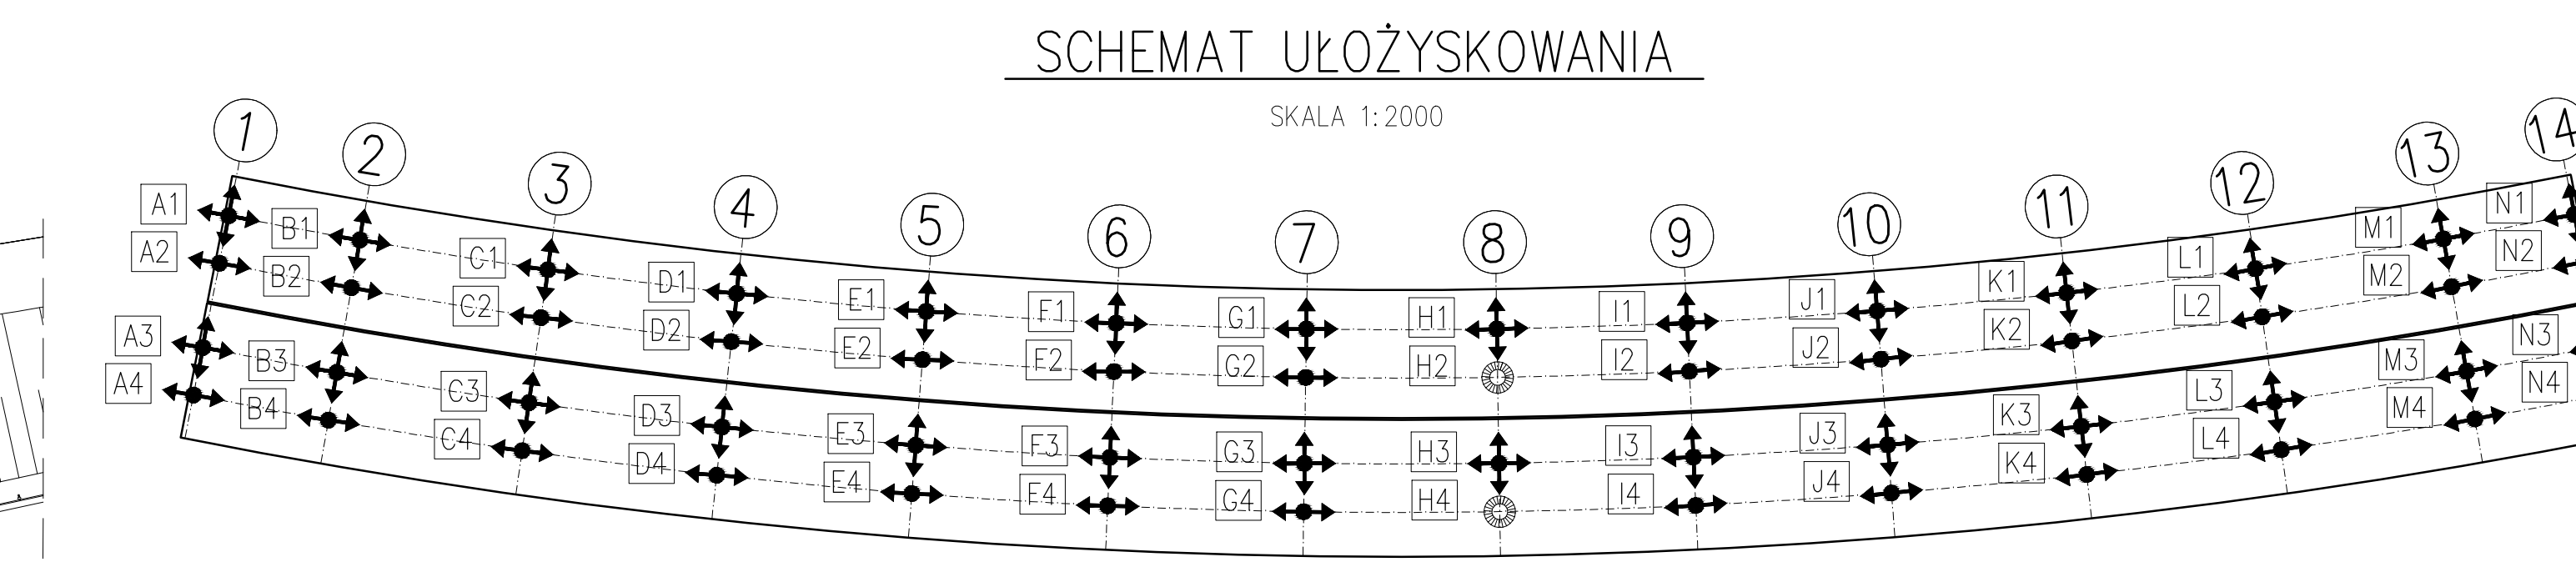 SCHEMAT UŁOŻYSKOWANIA
SKALA 1:2000
1 2 3 4 5 6 7 8 9 10 11 12 13 14
A1 B1 C1 D1 E1 F1 G1 H1 I1 J1 K1 L1 M1 N1
A2 B2 C2 D2 E2 F2 G2 H2 I2 J2 K2 L2 M2 N2
A3 B3 C3 D3 E3 F3 G3 H3 I3 J3 K3 L3 M3 N3
A4 B4 C4 D4 E4 F4 G4 H4 I4 J4 K4 L4 M4 N4